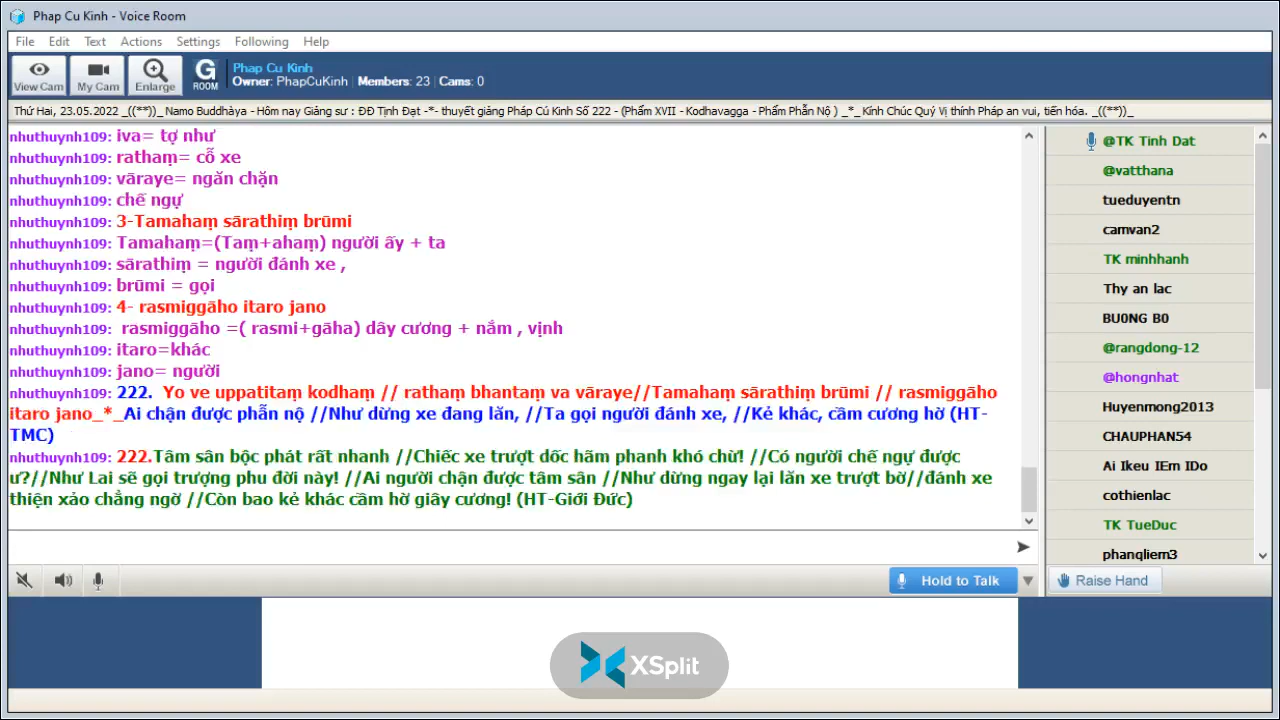 Phap Cu Kinh - Voice Room
File Edit Text Actions Settings Following Help
View Cam
My Cam
Enlarge
G
ROOM
Phap Cu Kinh
Owner: PhapCuKinh | Members: 23 | Cams: 0
Thứ Hai, 23.05.2022 _((**))_ Namo Buddhàya - Hôm nay Giảng sư : ĐĐ Tịnh Đạt -*- thuyết giảng Pháp Cú Kinh Số 222 - (Phẩm XVII - Kodhavagga - Phẩm Phẫn Nộ ) _*_ Kính Chúc Quý Vị thính Pháp an vui, tiến hóa. _((**))_
nhuthuynh109: iva= tợ như
nhuthuynh109: rathaṃ= cỗ xe
nhuthuynh109: vāraye= ngăn chặn
nhuthuynh109: chế ngự
nhuthuynh109: 3-Tamahaṃ sārathiṃ brūmi
nhuthuynh109: Tamahaṃ=(Taṃ+ahaṃ) người ấy + ta
nhuthuynh109: sārathiṃ = người đánh xe ,
nhuthuynh109: brūmi = gọi
nhuthuynh109: 4- rasmiggāho itaro jano
nhuthuynh109: rasmiggāho =( rasmi+gāha) dây cương + nắm , vịnh
nhuthuynh109: itaro=khác
nhuthuynh109: jano= người
nhuthuynh109: 222. Yo ve uppatitaṃ kodhaṃ // rathaṃ bhantaṃ va vāraye//Tamahaṃ sārathiṃ brūmi // rasmiggāho
itaro jano_*_Ai chận được phẫn nộ //Như dừng xe đang lăn, //Ta gọi người đánh xe, //Kẻ khác, cầm cương hờ (HT-
TMC)
nhuthuynh109: 222.Tâm sân bộc phát rất nhanh //Chiếc xe trượt dốc hãm phanh khó chừ! //Có người chế ngự được
ư?//Như Lai sẽ gọi trượng phu đời này! //Ai người chận được tâm sân //Như dừng ngay lại lăn xe trượt bờ//đánh xe
thiện xảo chẳng ngờ //Còn bao kẻ khác cầm hờ giây cương! (HT-Giới Đức)
@TK Tinh Dat
@vatthana
tueduyentn
camvan2
TK minhhanh
Thy an lac
BU0NG B0
@rangdong-12
@hongnhat
Huyenmong2013
CHAUPHAN54
Ai Ikeu IEm IDo
cothienlac
TK TueDuc
phanqliem3
Hold to Talk
Raise Hand
XSplit